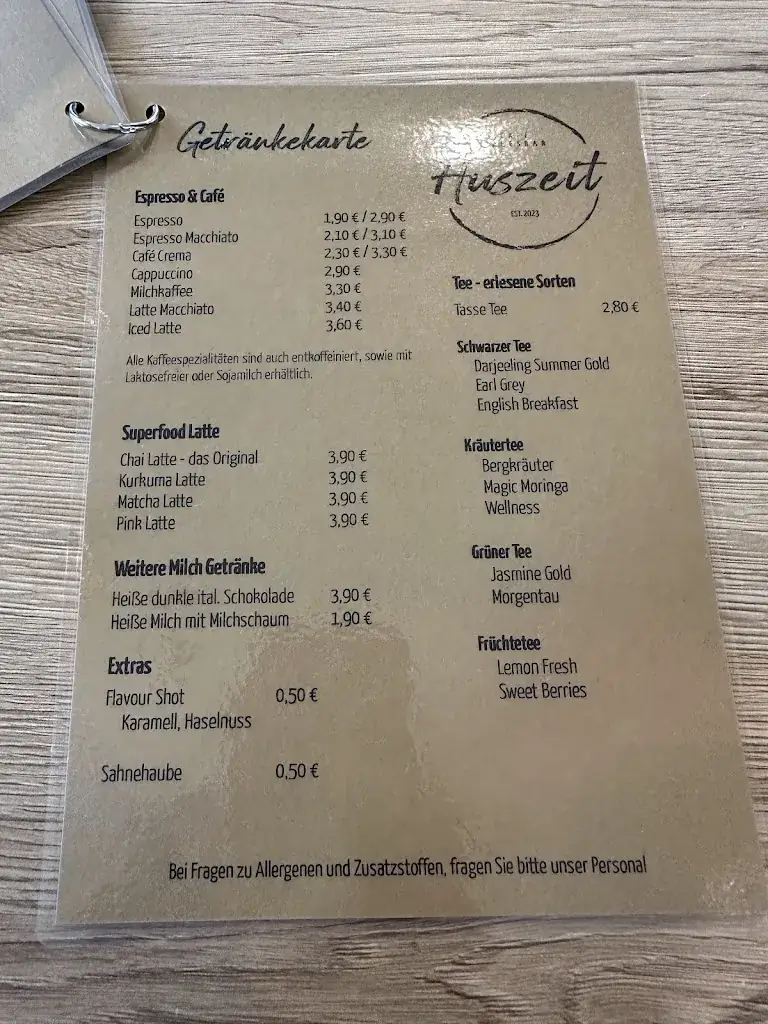 Getränkekarte
Espresso & Café
Espresso 1,90 € / 2,90 €
Espresso Macchiato 2,10 € / 3,10 €
Café Crema 2,30 € / 3,30 €
Cappuccino 2,90 €
Milchkaffee 3,30 €
Latte Macchiato 3,40 €
Iced Latte 3,60 €
Alle Kaffeespezialitäten sind auch entkoffeiniert, sowie mit
Laktosefreier oder Sojamilch erhältlich.
Superfood Latte
Chai Latte - das Original 3,90 €
Kurkuma Latte 3,90 €
Matcha Latte 3,90 €
Pink Latte 3,90 €
Weitere Milch Getränke
Heiße dunkle ital. Schokolade 3,90 €
Heiße Milch mit Milchschaum 1,90 €
Extras
Flavour Shot 0,50 €
Karamell, Haselnuss
Sahnehaube 0,50 €
Huszeit
EST. 2023
Tee - erlesene Sorten
Tasse Tee 2,80 €
Schwarzer Tee
Darjeeling Summer Gold
Earl Grey
English Breakfast
Kräutertee
Bergkräuter
Magic Moringa
Wellness
Grüner Tee
Jasmine Gold
Morgentau
Früchtetee
Lemon Fresh
Sweet Berries
Bei Fragen zu Allergenen und Zusatzstoffen, fragen Sie bitte unser Personal